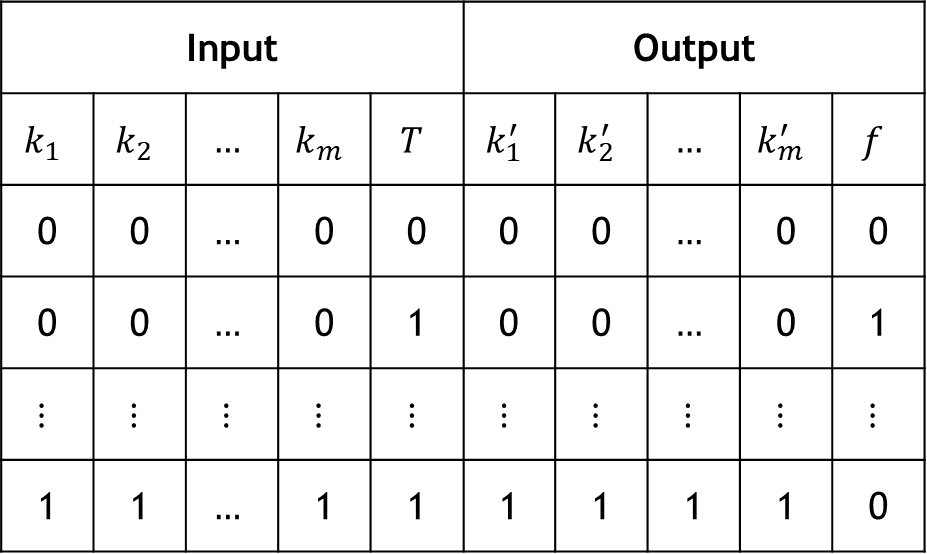 Input Output
k₁ k₂ ... kₘ T k′₁ k′₂ ... k′ₘ f
0 0 ... 0 0 0 0 ... 0 0
0 0 ... 0 1 0 0 ... 0 1
⋮ ⋮ ⋮ ⋮ ⋮ ⋮ ⋮ ⋮ ⋮ ⋮
1 1 ... 1 1 1 1 1 1 0